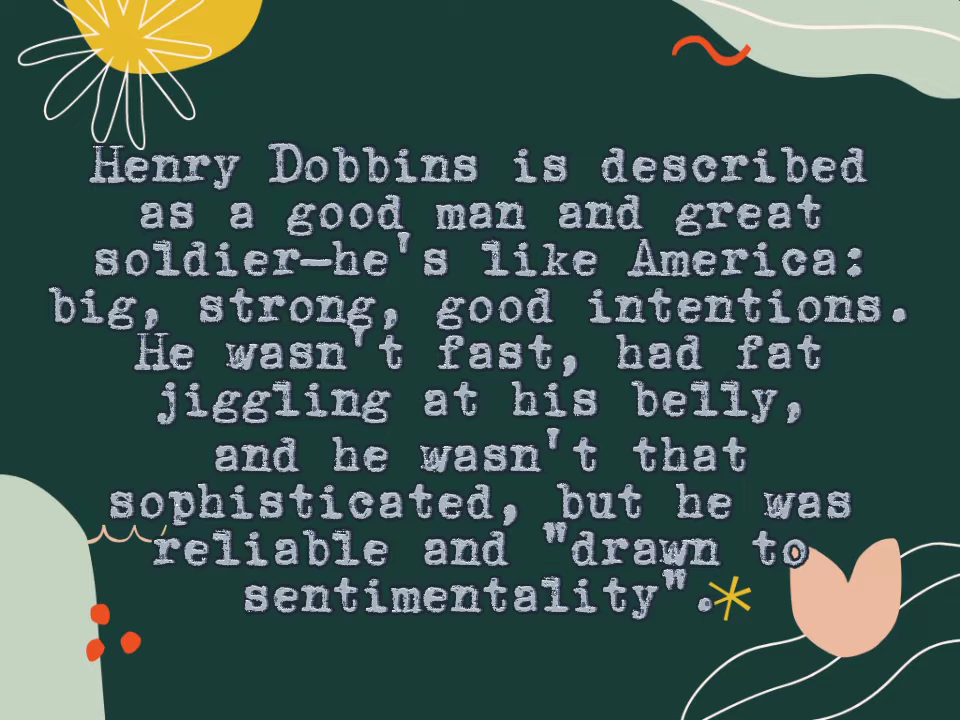 Henry Dobbins is described
as a good man and great
soldier—he's like America:
big, strong, good intentions.
He wasn't fast, had fat
jiggling at his belly,
and he wasn't that
sophisticated, but he was
reliable and "drawn to
sentimentality".